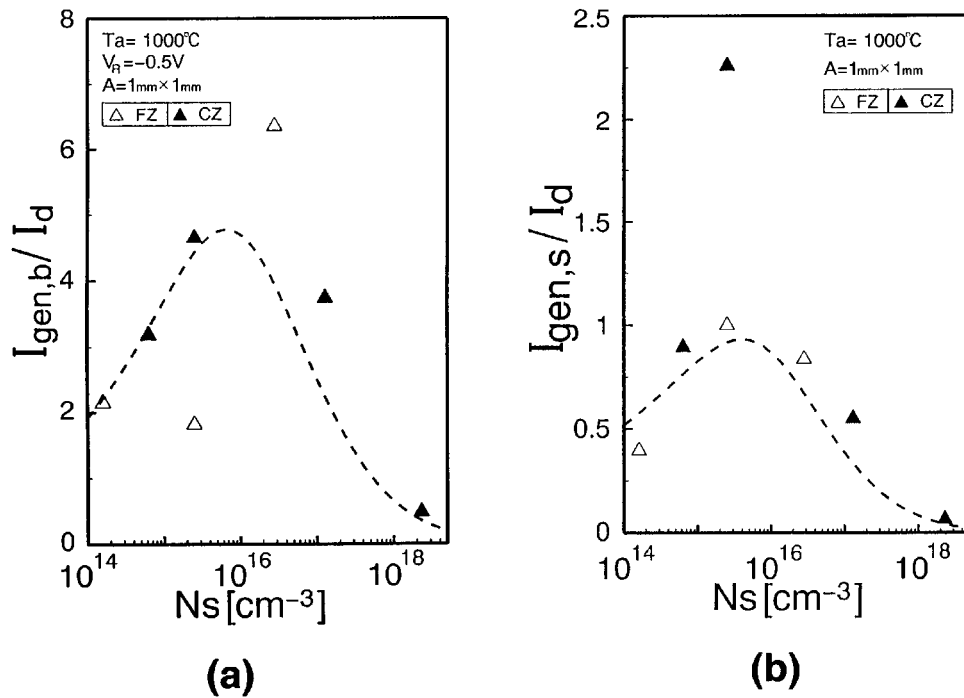 Ta= 1000℃
V_R=−0.5V
A=1mm×1mm
△ FZ ▲ CZ
I_gen,b / I_d
8
6
4
2
0
10^14 10^16 10^18
Ns[cm^−3]
(a)
Ta= 1000℃
A=1mm×1mm
△ FZ ▲ CZ
I_gen,s / I_d
2.5
2
1.5
1
0.5
0
10^14 10^16 10^18
Ns[cm^−3]
(b)